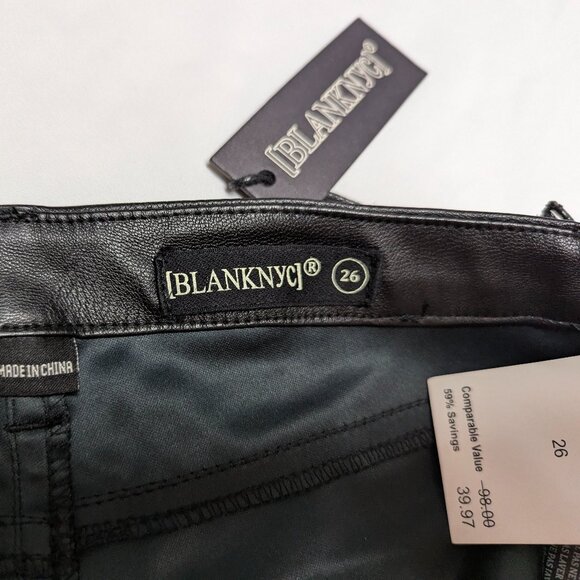 [BLANKNYC]®
[BLANKNYC]® 26
MADE IN CHINA
26
Comparable Value 98.00
59% Savings 39.97